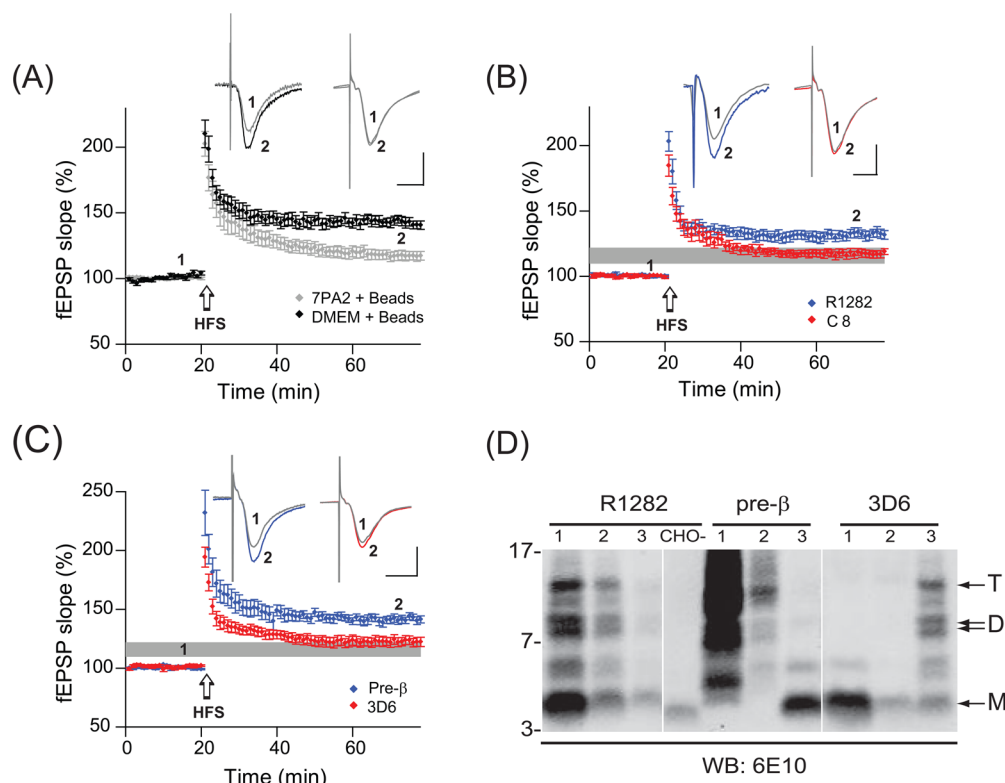 (A)
1
2
fEPSP slope (%)
200
150
100
50
1
2
HFS
7PA2 + Beads
DMEM + Beads
0 20 40 60
Time (min)
(B)
1
2
1
2
fEPSP slope (%)
200
150
100
50
1
2
HFS
R1282
C 8
0 20 40 60
Time (min)
(C)
1
2
1
2
fEPSP slope (%)
250
200
150
100
50
1
2
HFS
Pre-β
3D6
0 20 40 60
Time (min)
(D)
R1282 pre-β 3D6
1 2 3 CHO- 1 2 3 1 2 3
17-
7-
3-
T
D
M
WB: 6E10